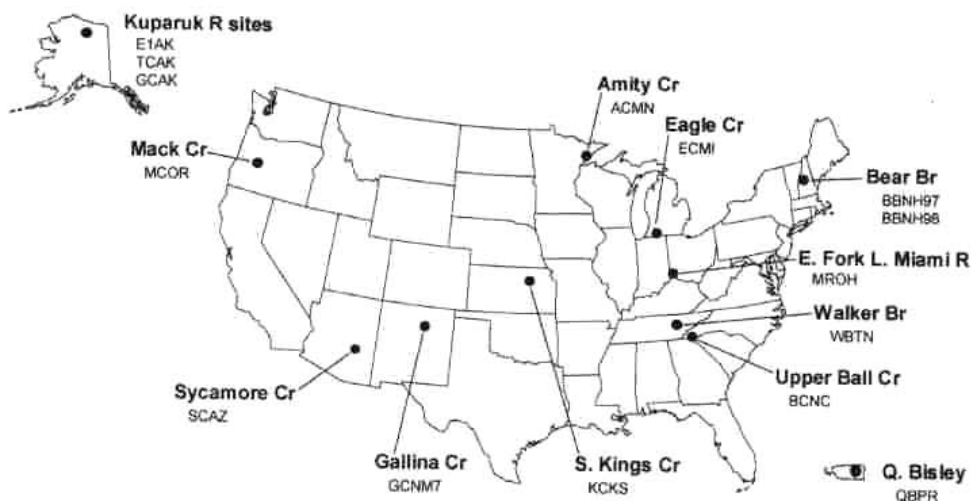 Kuparuk R sites
E1AK
TCAK
GCAK
Amity Cr
ACMN
Eagle Cr
ECMI
Mack Cr
MCOR
Bear Br
BBNH97
BBNH98
E. Fork L. Miami R
MROH
Walker Br
WBTN
Upper Ball Cr
BCNC
Sycamore Cr
SCAZ
Gallina Cr
GCNM7
S. Kings Cr
KCKS
Q. Bisley
QBPR